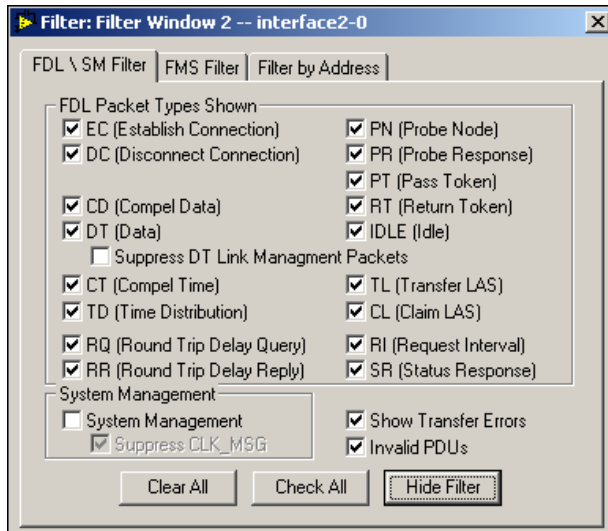 Filter: Filter Window 2 -- interface2-0
FDL \ SM Filter FMS Filter Filter by Address
FDL Packet Types Shown
EC (Establish Connection) PN (Probe Node)
DC (Disconnect Connection) PR (Probe Response)
PT (Pass Token)
CD (Compel Data) RT (Return Token)
DT (Data) IDLE (Idle)
Suppress DT Link Managment Packets
CT (Compel Time) TL (Transfer LAS)
TD (Time Distribution) CL (Claim LAS)
RQ (Round Trip Delay Query) RI (Request Interval)
RR (Round Trip Delay Reply) SR (Status Response)
System Management
System Management Show Transfer Errors
Suppress CLK_MSG Invalid PDUs
Clear All Check All Hide Filter